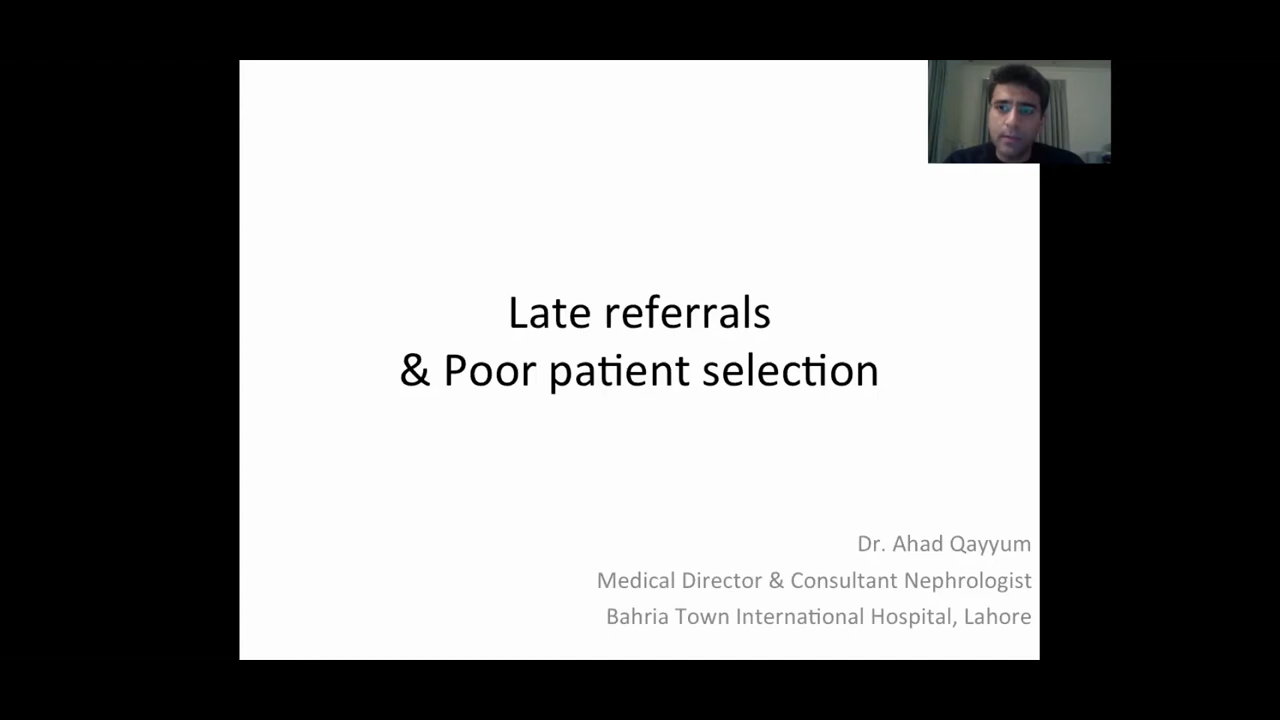 Late referrals
& Poor patient selection
Dr. Ahad Qayyum
Medical Director & Consultant Nephrologist
Bahria Town International Hospital, Lahore